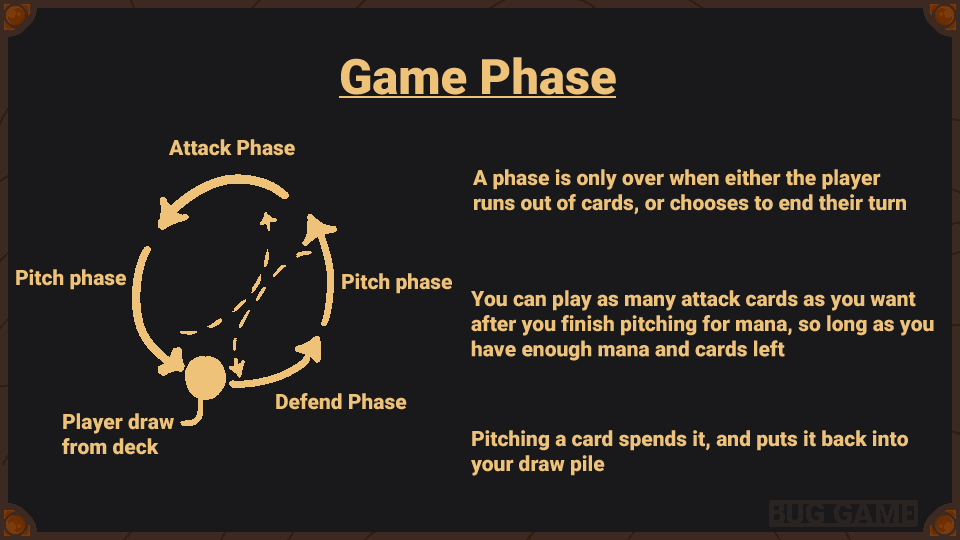 Game Phase
Attack Phase
Pitch phase
Pitch phase
Defend Phase
Player draw
from deck
A phase is only over when either the player
runs out of cards, or chooses to end their turn
You can play as many attack cards as you want
after you finish pitching for mana, so long as you
have enough mana and cards left
Pitching a card spends it, and puts it back into
your draw pile
BUG GAME